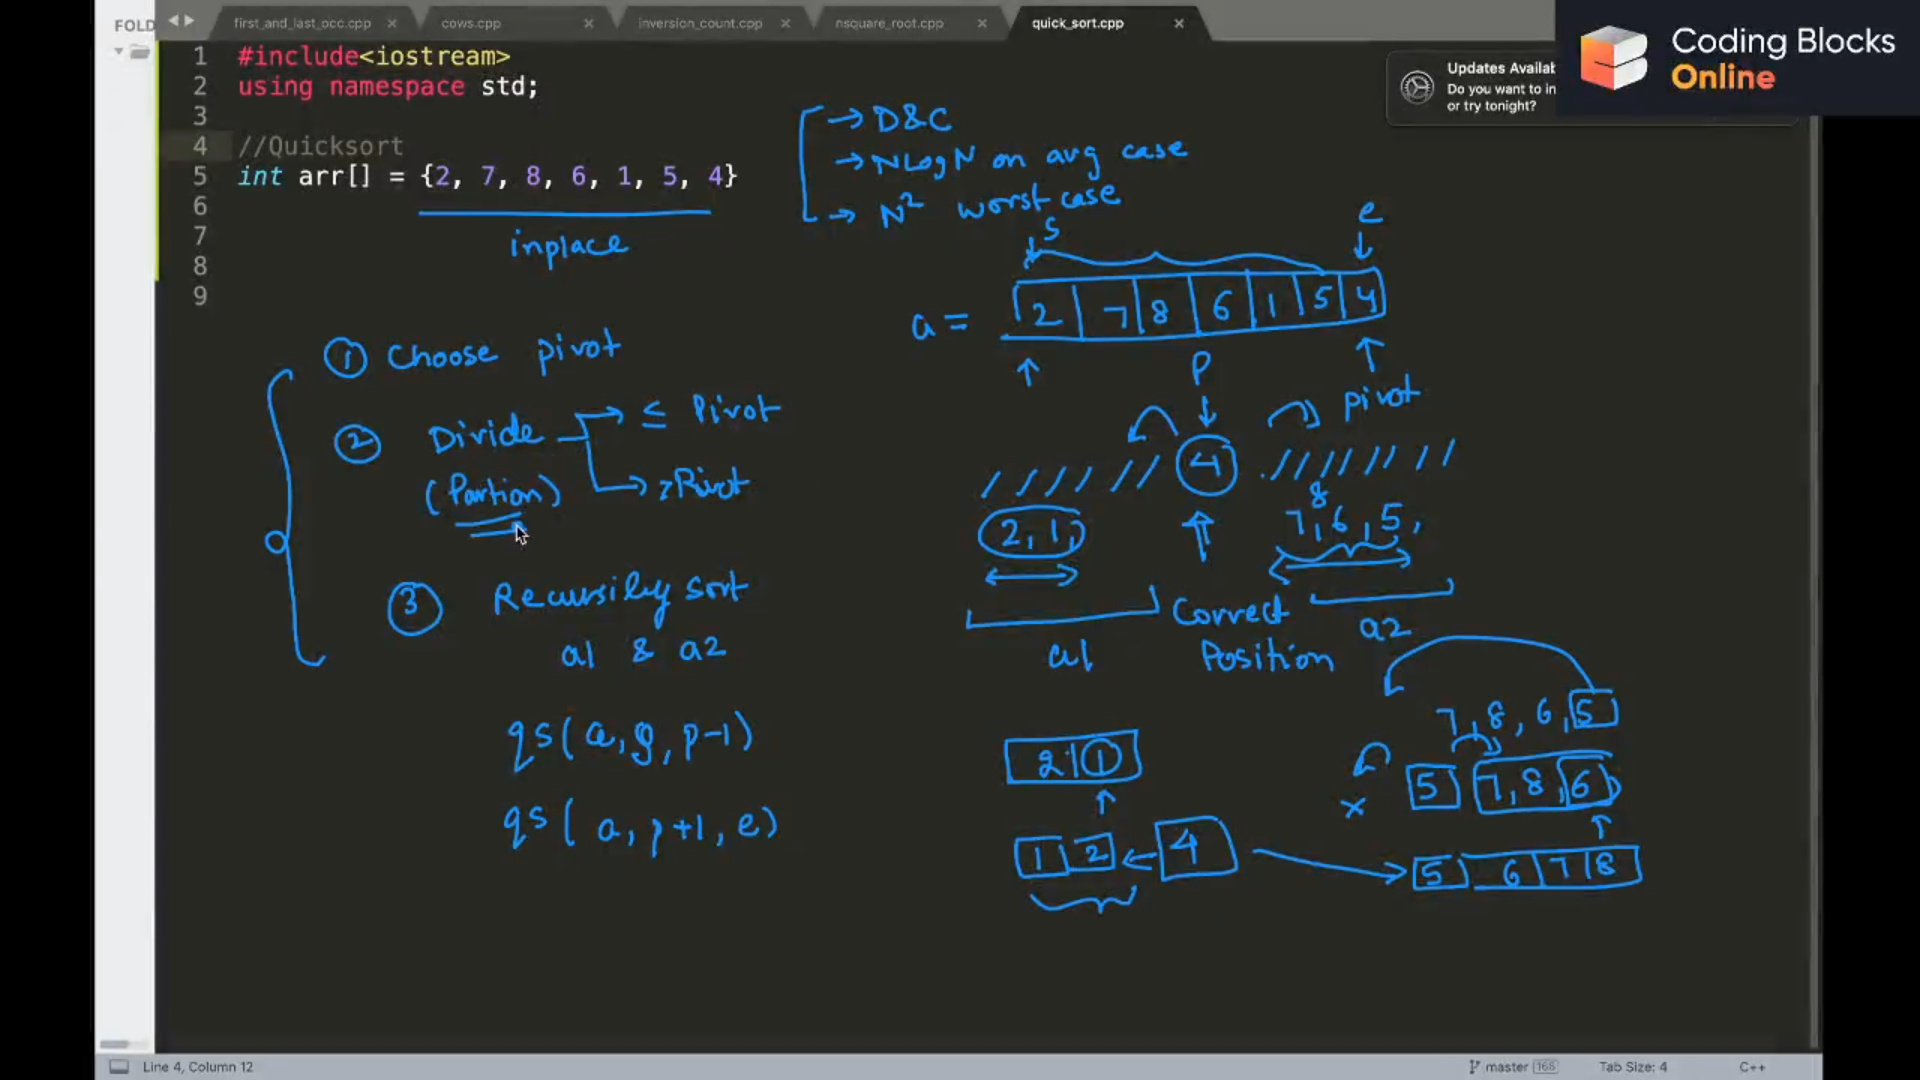 FOLD
first_and_last_occ.cpp ×
cows.cpp ×
inversion_count.cpp ×
nsquare_root.cpp ×
quick_sort.cpp ×
Coding Blocks
Online
Updates Availab
Do you want to in
or try tonight?
1 #include<iostream>
2 using namespace std;
3
4 //Quicksort
5 int arr[] = {2, 7, 8, 6, 1, 5, 4}
6
7
8
9
inplace
→ D&C
→ NLogN on avg case
→ N² worst case
s
e
a = 2 7 8 6 1 5 4
① Choose pivot
② Divide → ≤ Pivot
(Partion) → >Pivot
③ Recursily sort
a1 & a2
qs( a, s, p-1)
qs( a, p+1, e)
p
pivot
4
2, 1,
8
7, 6, 5,
Correct
Position
a1
a2
7, 8, 6, 5
2 1
5 7, 8, 6
x
1 2 ← 4 → 5 6 7 8
Line 4, Column 12
master 168
Tab Size: 4
C++